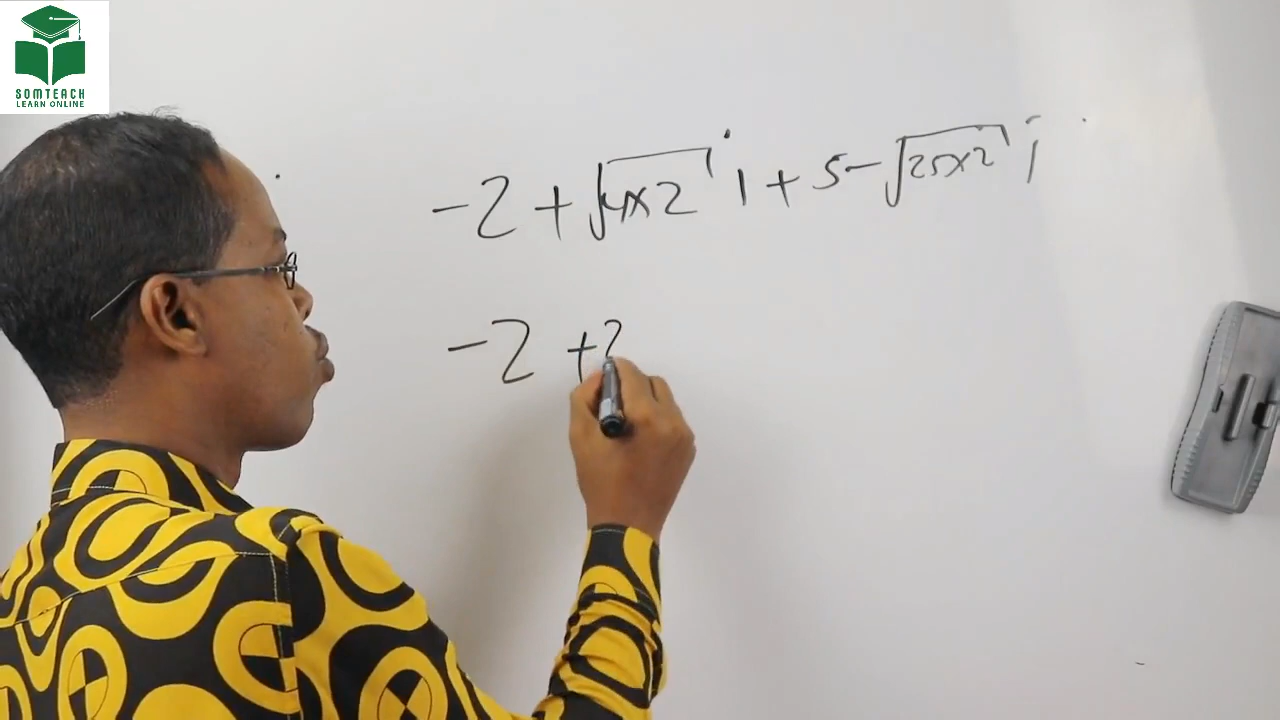 SOMTEACH
LEARN ONLINE
-2 + √4x2 i + 5 - √25x2 i
-2 +2